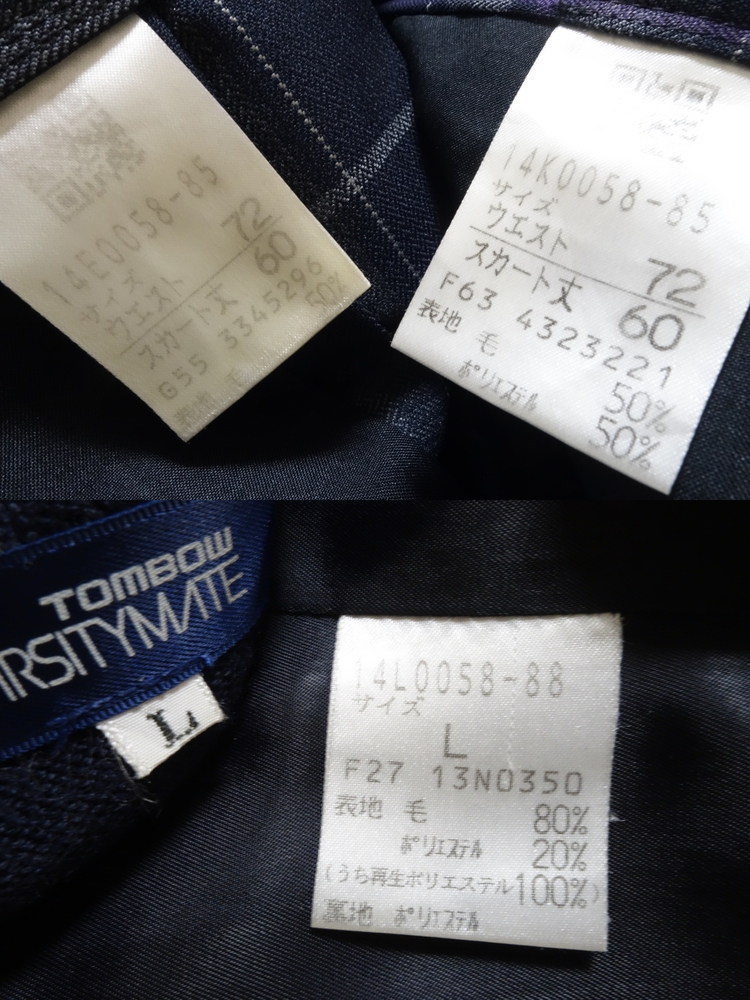 14E0058-85
サイズ
ウエスト 72
スカート丈 60
G55 3345296
表地 毛 50%
14K0058-85
サイズ
ウエスト 72
スカート丈 60
F63 4323221
表地 毛 50%
ポリエステル 50%
TOMBOW
RSITYMATE
L
14L0058-88
サイズ
L
F27 13N0350
表地 毛 80%
ポリエステル 20%
(うち再生ポリエステル100%)
裏地 ポリエステル